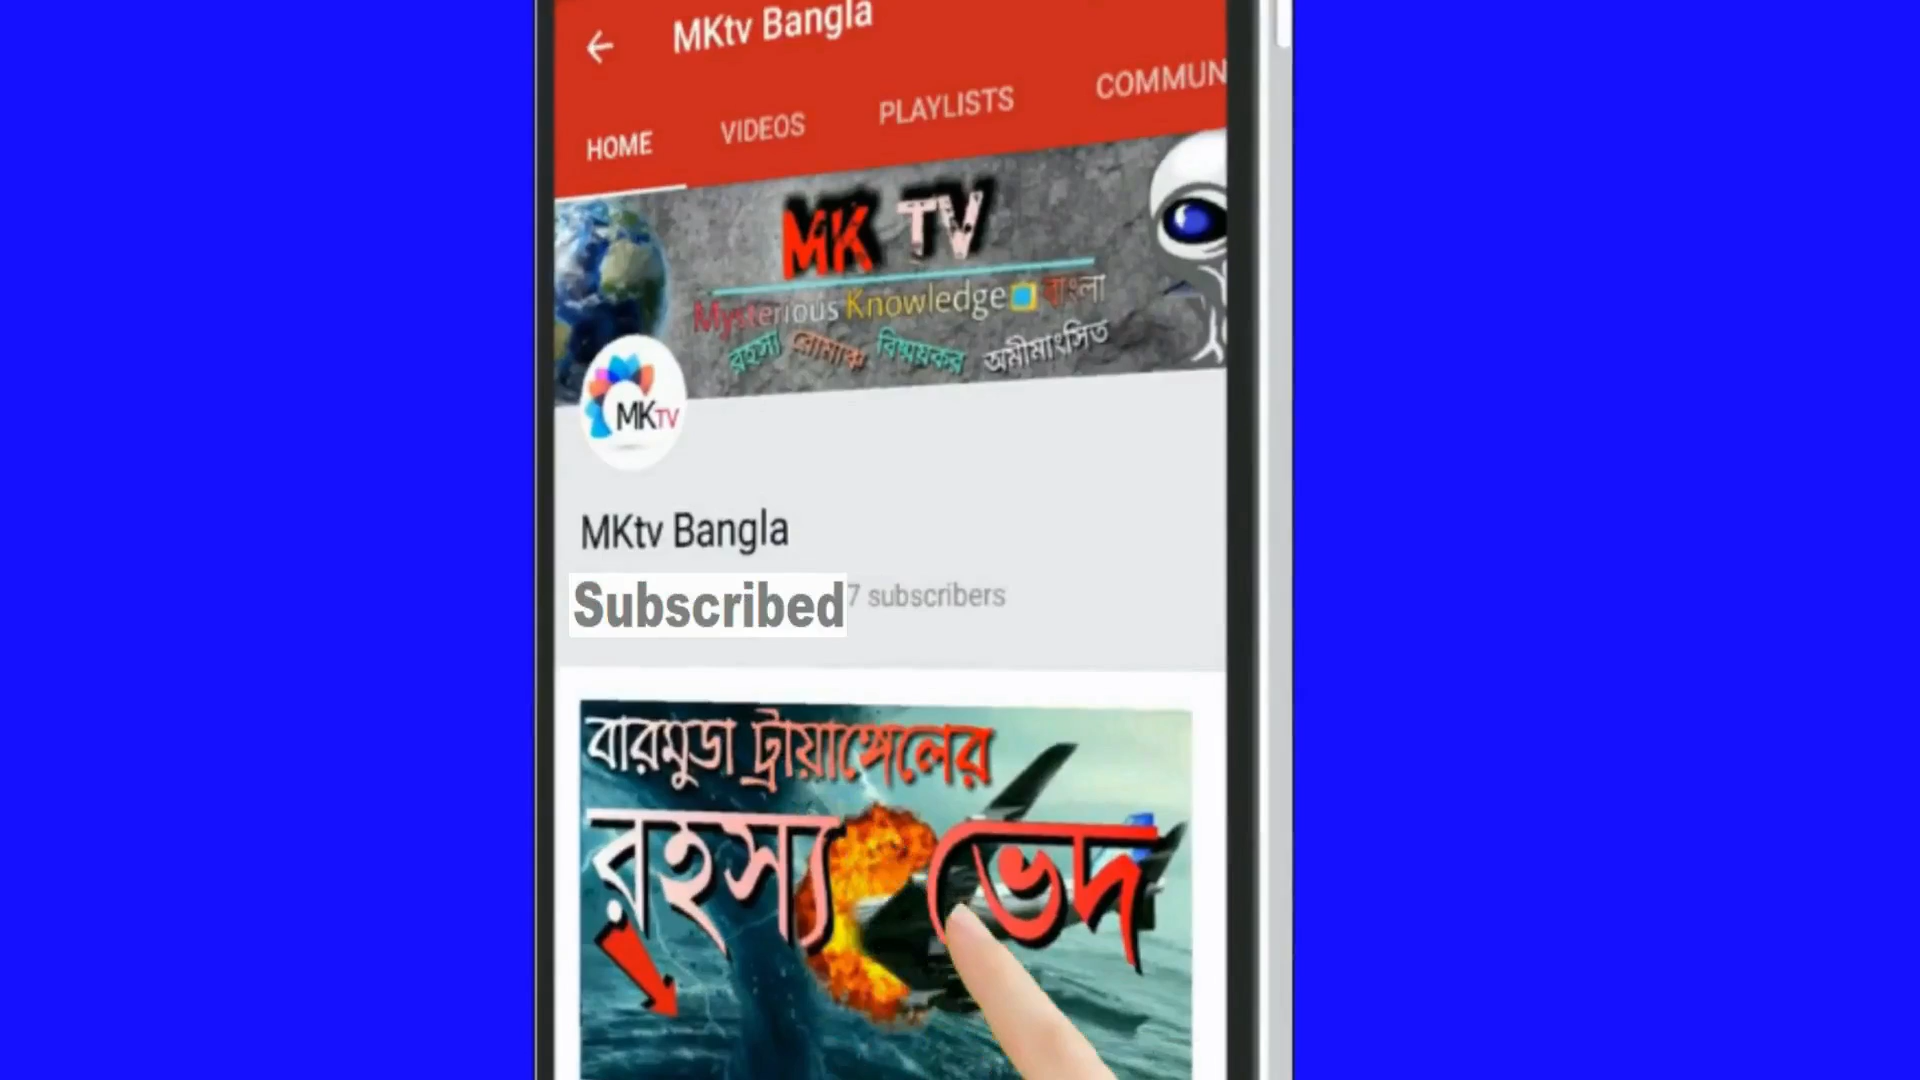 MKtv Bangla
HOME VIDEOS PLAYLISTS COMMUN
MK TV
Mysterious Knowledge বাংলা
রহস্য রোমাঞ্চ বিষ্ময়কর অমীমাংসিত
MKTV
MKtv Bangla
Subscribed 7 subscribers
বারমুডা ট্রায়াঙ্গেলের
রহস্য ভেদ